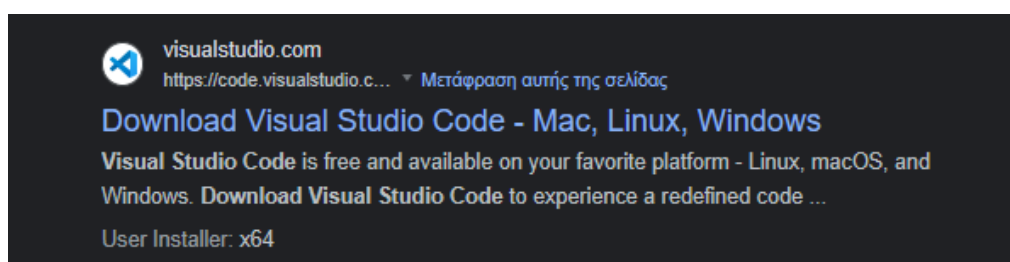 visualstudio.com
https://code.visualstudio.c... Μετάφραση αυτής της σελίδας
Download Visual Studio Code - Mac, Linux, Windows
Visual Studio Code is free and available on your favorite platform - Linux, macOS, and
Windows. Download Visual Studio Code to experience a redefined code ...
User Installer: x64